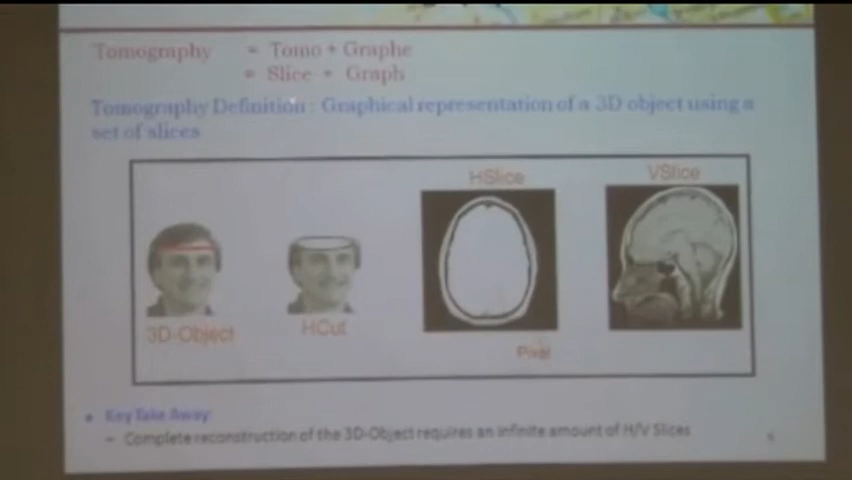 Tomography = Tomo + Graphe
= Slice + Graph
Tomography Definition : Graphical representation of a 3D object using a
set of slices
HSlice VSlice
3D-Object HCut
Pixel
• Key Take Away:
– Complete reconstruction of the 3D-Object requires an infinite amount of H/V Slices